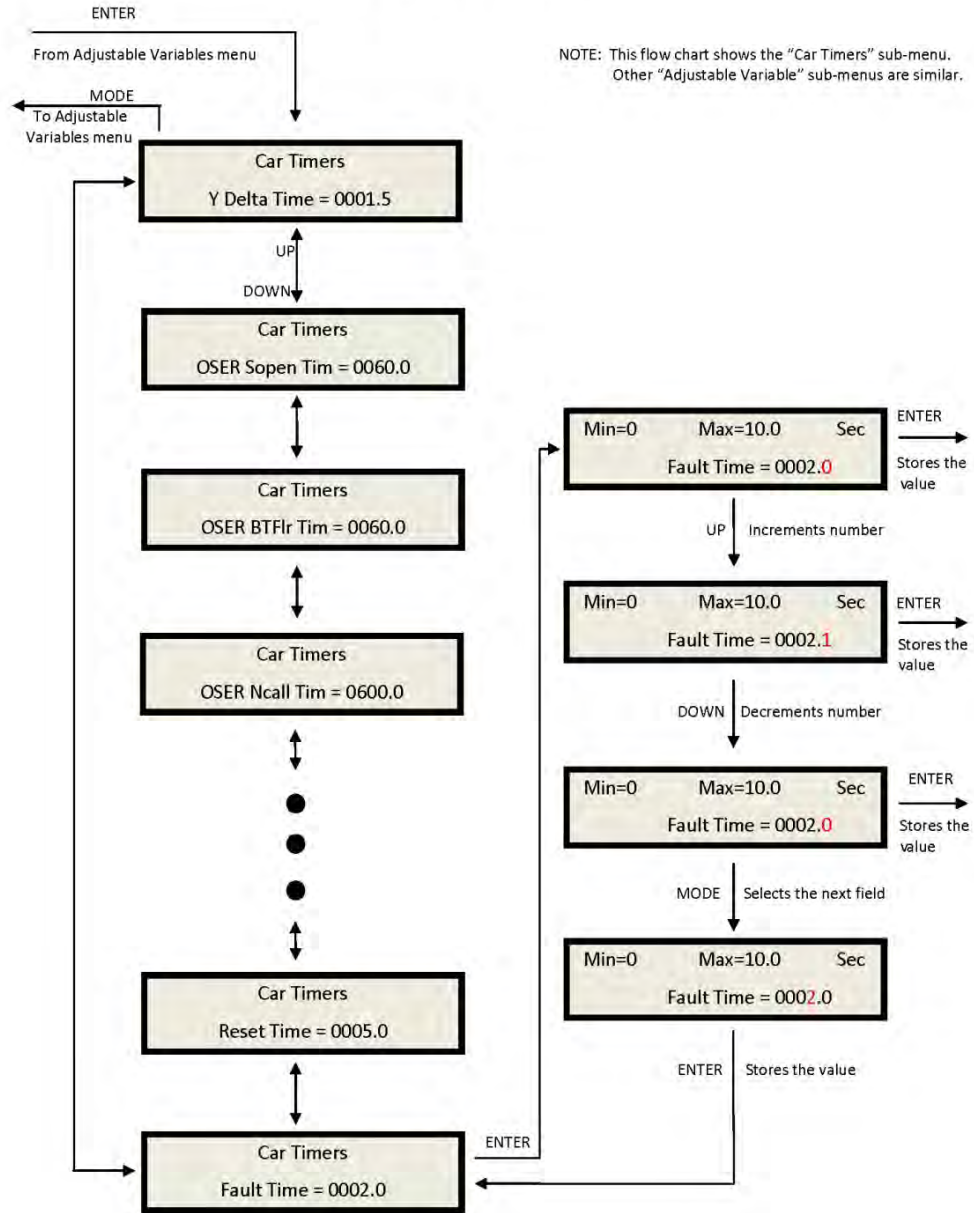 ENTER
From Adjustable Variables menu
NOTE: This flow chart shows the “Car Timers” sub-menu.
Other “Adjustable Variable” sub-menus are similar.
MODE
To Adjustable
Variables menu
Car Timers
Y Delta Time = 0001.5
UP
DOWN
Car Timers
OSER Sopen Tim = 0060.0
Car Timers
OSER BTFlr Tim = 0060.0
Car Timers
OSER Ncall Tim = 0600.0
Car Timers
Reset Time = 0005.0
Car Timers
Fault Time = 0002.0
ENTER
Min=0 Max=10.0 Sec
Fault Time = 0002.0
ENTER
Stores the
value
UP Increments number
Min=0 Max=10.0 Sec
Fault Time = 0002.1
ENTER
Stores the
value
DOWN Decrements number
Min=0 Max=10.0 Sec
Fault Time = 0002.0
ENTER
Stores the
value
MODE Selects the next field
Min=0 Max=10.0 Sec
Fault Time = 0002.0
ENTER Stores the value